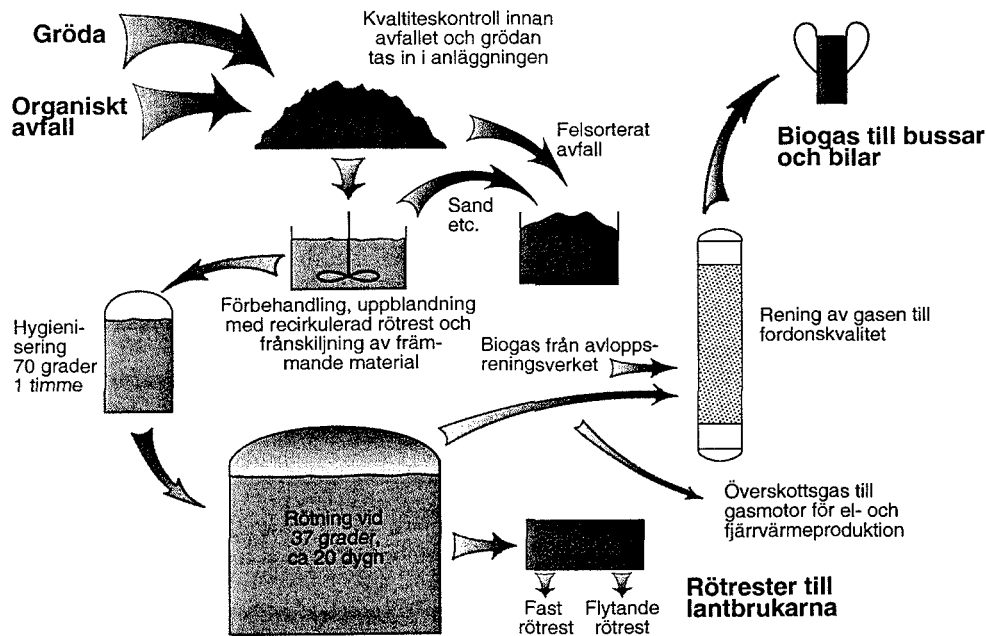 Gröda
Kvaltiteskontroll innan
avfallet och grödan
tas in i anläggningen
Organiskt
avfall
Felsorterat
avfall
Biogas till bussar
och bilar
Sand
etc.
Förbehandling, uppblandning
med recirkulerad rötrest och
frånskiljning av främ-
mande material
Hygieni-
sering
70 grader
1 timme
Biogas från avlopps-
reningsverket
Rening av gasen till
fordonskvalitet
Rötning vid
37 grader,
ca 20 dygn
Överskottsgas till
gasmotor för el- och
fjärrvärmeproduktion
Fast
rötrest
Flytande
rötrest
Rötrester till
lantbrukarna